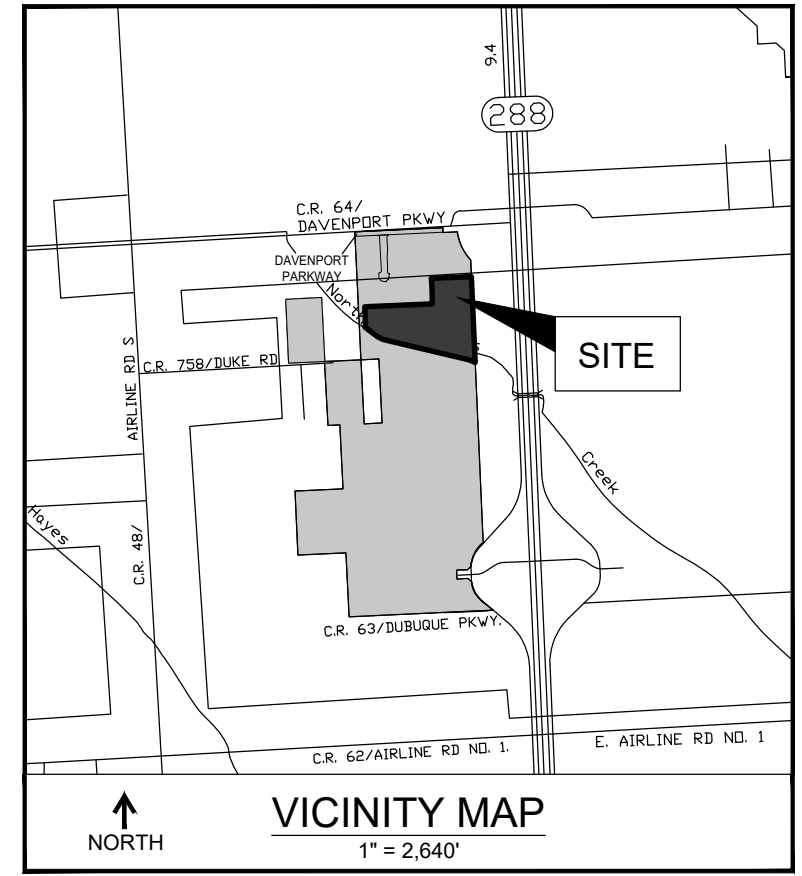 9.4
288
C.R. 64/
DAVENPORT PKWY
DAVENPORT
PARKWAY
North
SITE
C.R. 758/DUKE RD
AIRLINE RD S
C.R. 48/
Hayes
Creek
C.R. 63/DUBUQUE PKWY.
C.R. 62/AIRLINE RD NO. 1.
E. AIRLINE RD NO. 1
NORTH
VICINITY MAP
1" = 2,640'